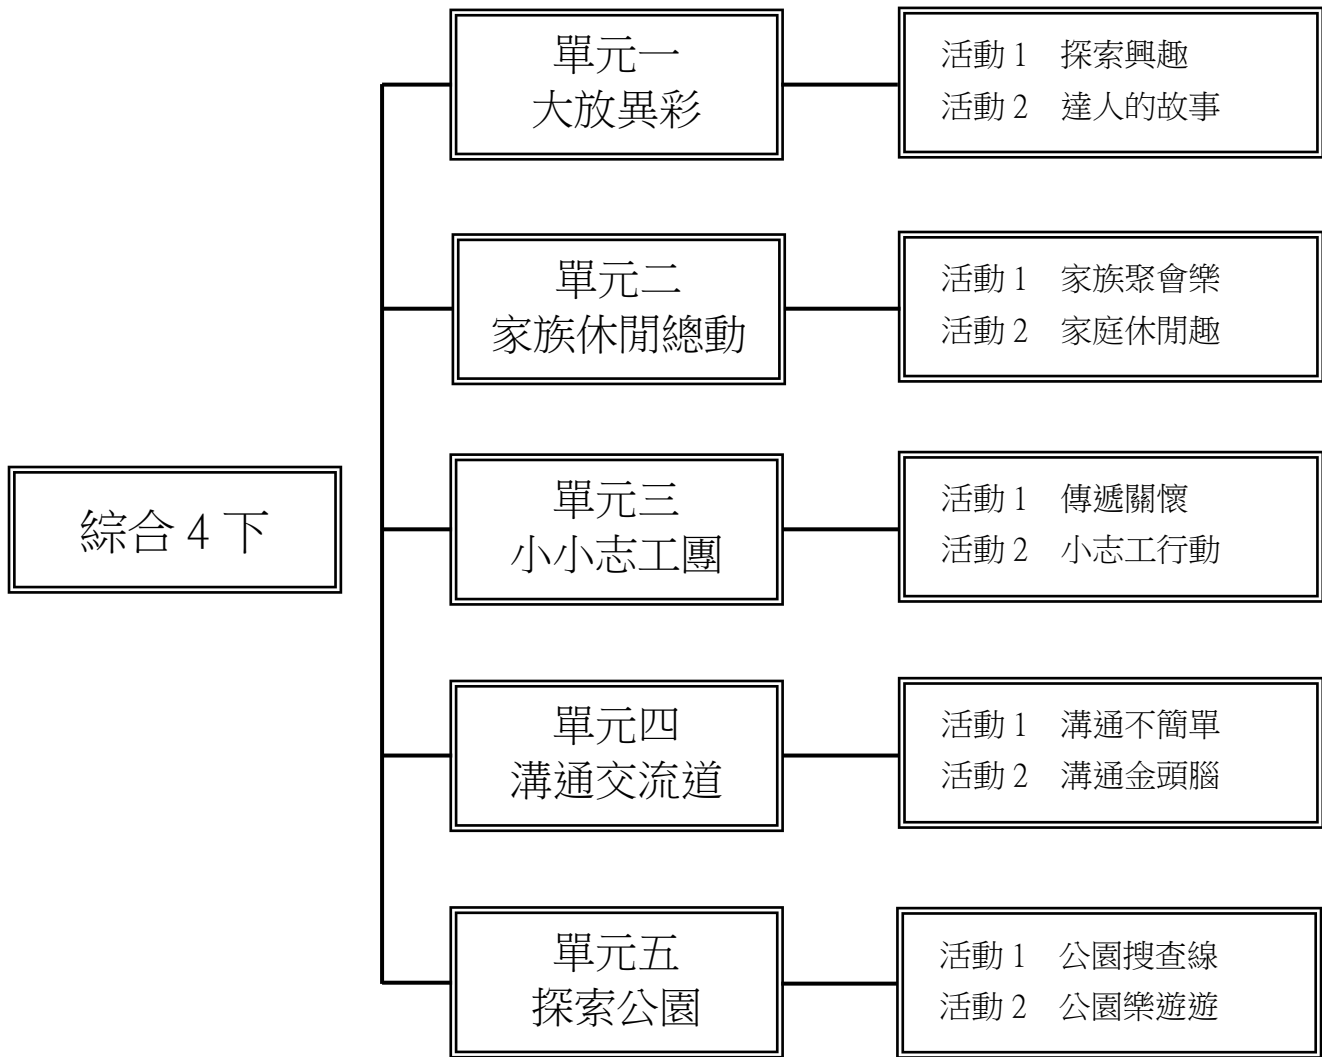 綜合 4 下
單元一
大放異彩
活動 1　探索興趣
活動 2　達人的故事
單元二
家族休閒總動
活動 1　家族聚會樂
活動 2　家庭休閒趣
單元三
小小志工團
活動 1　傳遞關懷
活動 2　小志工行動
單元四
溝通交流道
活動 1　溝通不簡單
活動 2　溝通金頭腦
單元五
探索公園
活動 1　公園搜查線
活動 2　公園樂遊遊